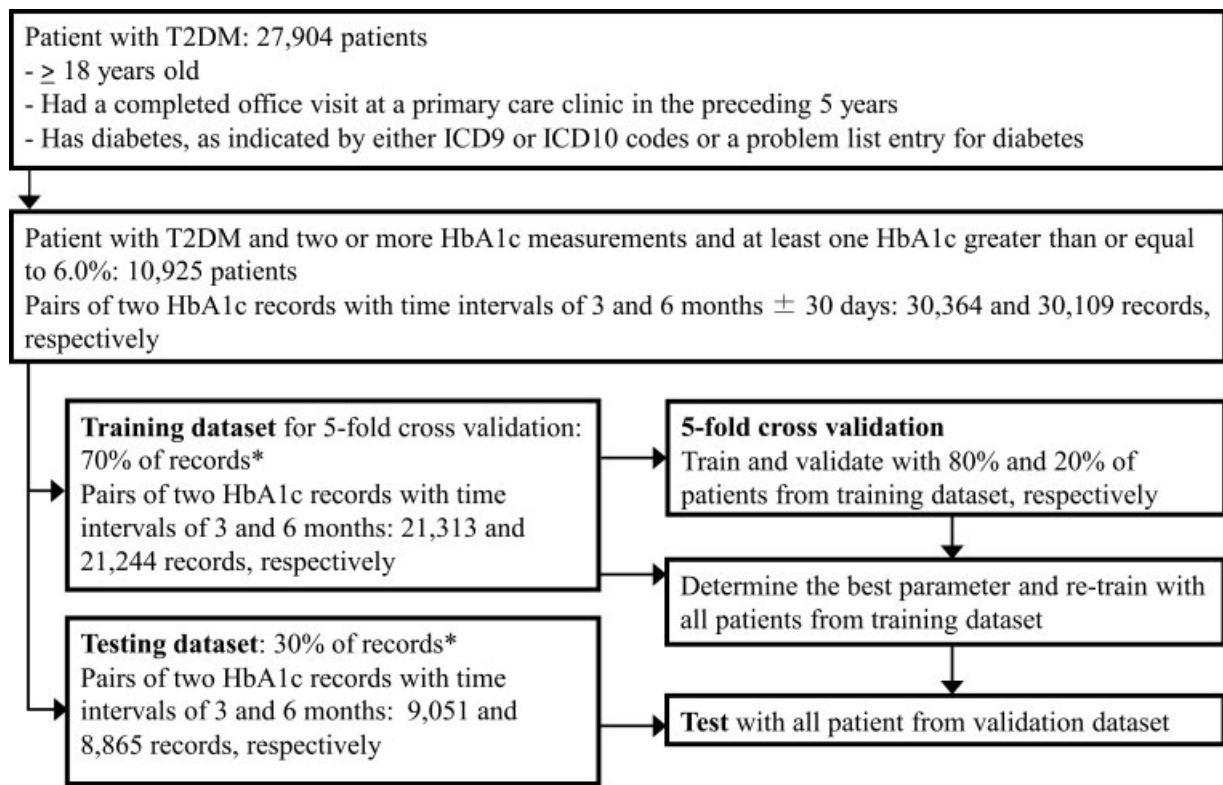 Patient with T2DM: 27,904 patients
- ≥ 18 years old
- Had a completed office visit at a primary care clinic in the preceding 5 years
- Has diabetes, as indicated by either ICD9 or ICD10 codes or a problem list entry for diabetes
Patient with T2DM and two or more HbA1c measurements and at least one HbA1c greater than or equal
to 6.0%: 10,925 patients
Pairs of two HbA1c records with time intervals of 3 and 6 months ± 30 days: 30,364 and 30,109 records,
respectively
Training dataset for 5-fold cross validation:
70% of records*
Pairs of two HbA1c records with time
intervals of 3 and 6 months: 21,313 and
21,244 records, respectively
5-fold cross validation
Train and validate with 80% and 20% of
patients from training dataset, respectively
Determine the best parameter and re-train with
all patients from training dataset
Testing dataset: 30% of records*
Pairs of two HbA1c records with time
intervals of 3 and 6 months: 9,051 and
8,865 records, respectively
Test with all patient from validation dataset